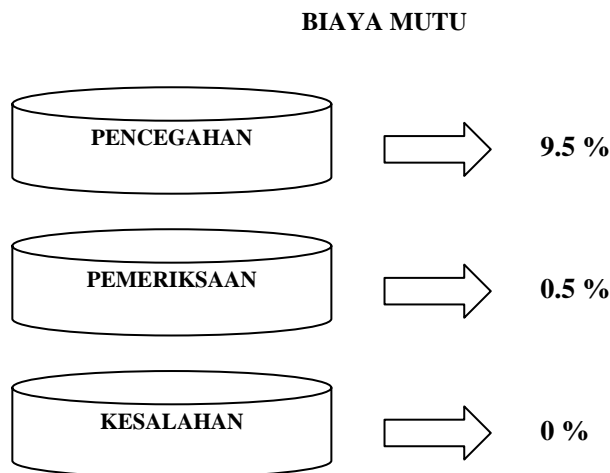 BIAYA MUTU
PENCEGAHAN 9.5 %
PEMERIKSAAN 0.5 %
KESALAHAN 0 %